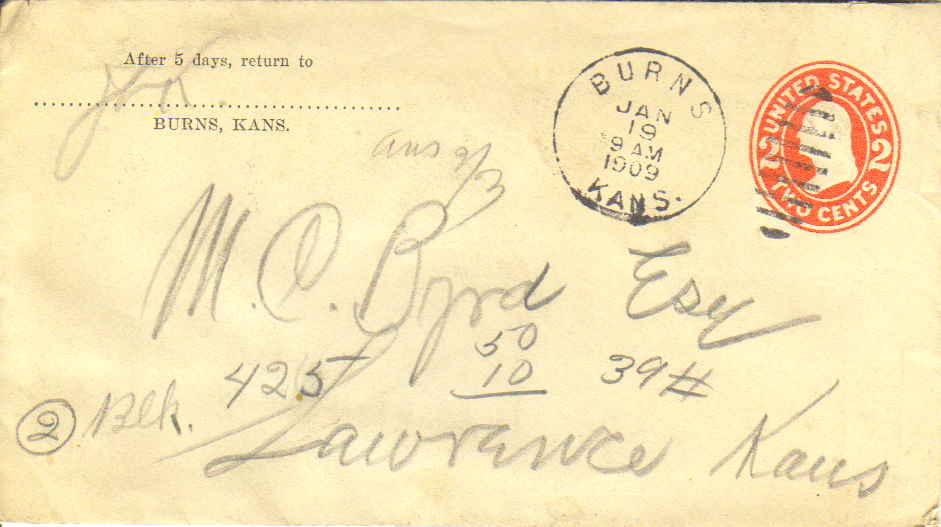 After 5 days, return to
BURNS, KANS.
BURNS
JAN
19
9 AM
1909
KANS.
UNITED STATES
2 2
TWO CENTS
ans 9/3
M. C. Byrd Esq
50
425 10 39#
2 Blk.
Lawrence Kans